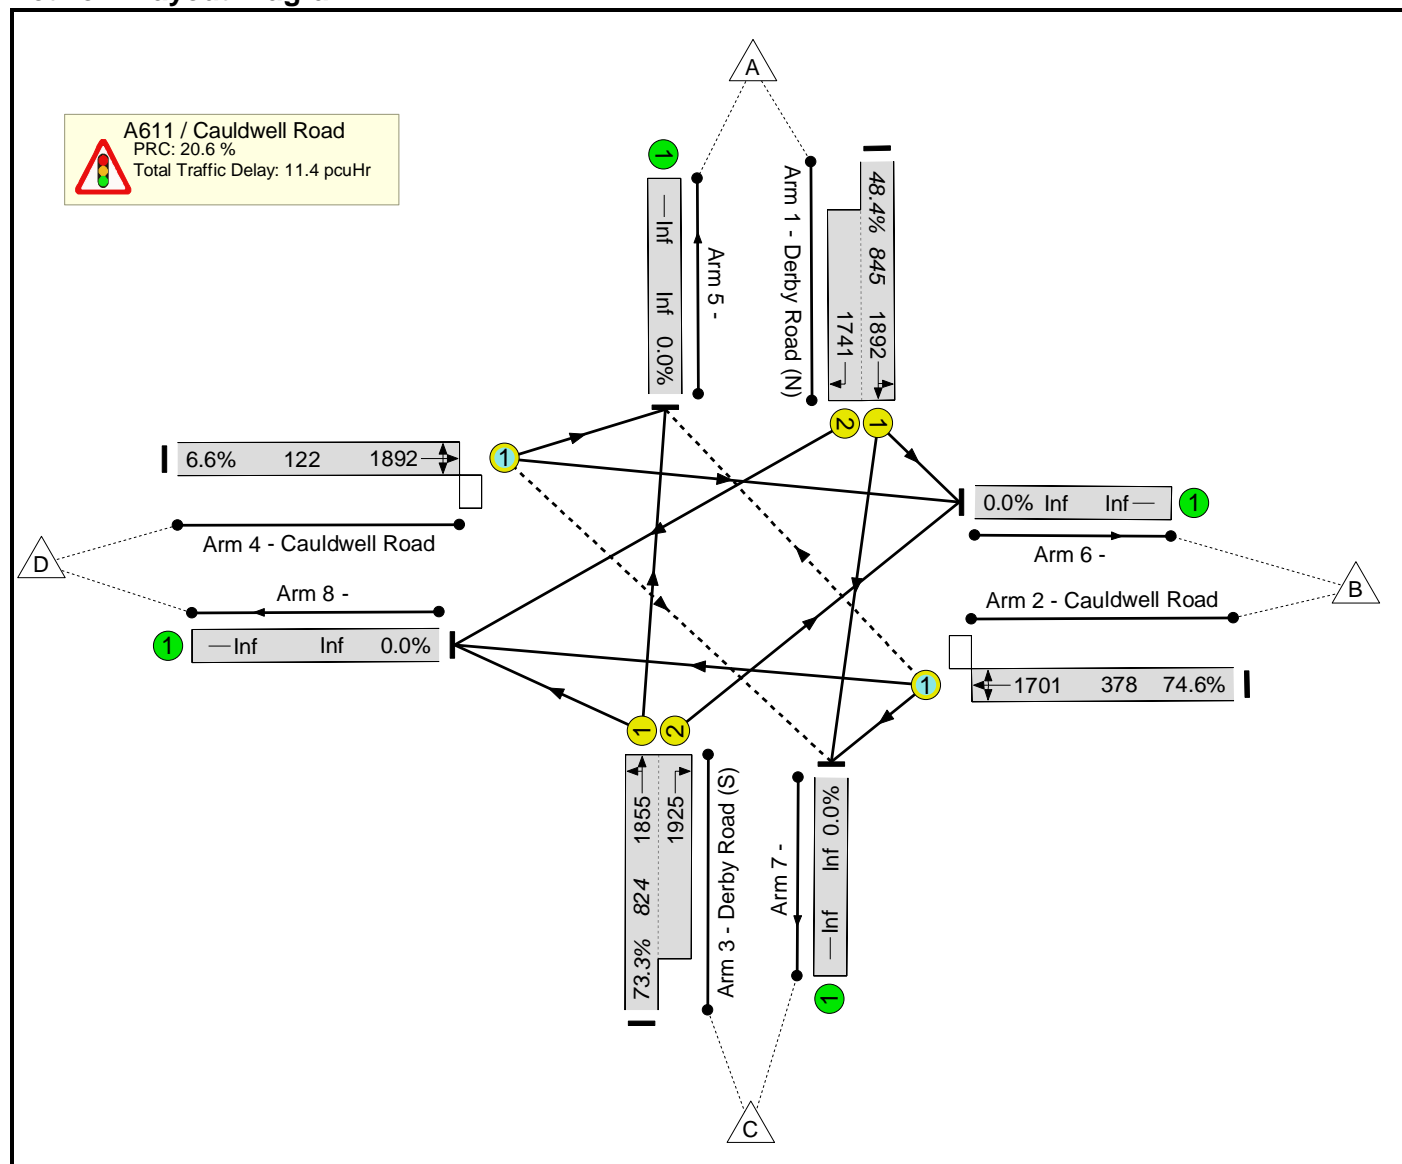 A
A611 / Cauldwell Road
PRC: 20.6 %
Total Traffic Delay: 11.4 pcuHr
1
Inf
Inf
0.0%
Arm 5 -
Arm 1 - Derby Road (N)
48.4%
845
1892
1741
2
1
6.6%
122
1892
1
Arm 4 - Cauldwell Road
D
0.0%
Inf
Inf
1
Arm 6 -
B
Arm 8 -
1
Inf
Inf
0.0%
Arm 2 - Cauldwell Road
1
1701
378
74.6%
1
2
1855
824
73.3%
1925
Arm 3 - Derby Road (S)
Arm 7 -
0.0%
Inf
Inf
1
C